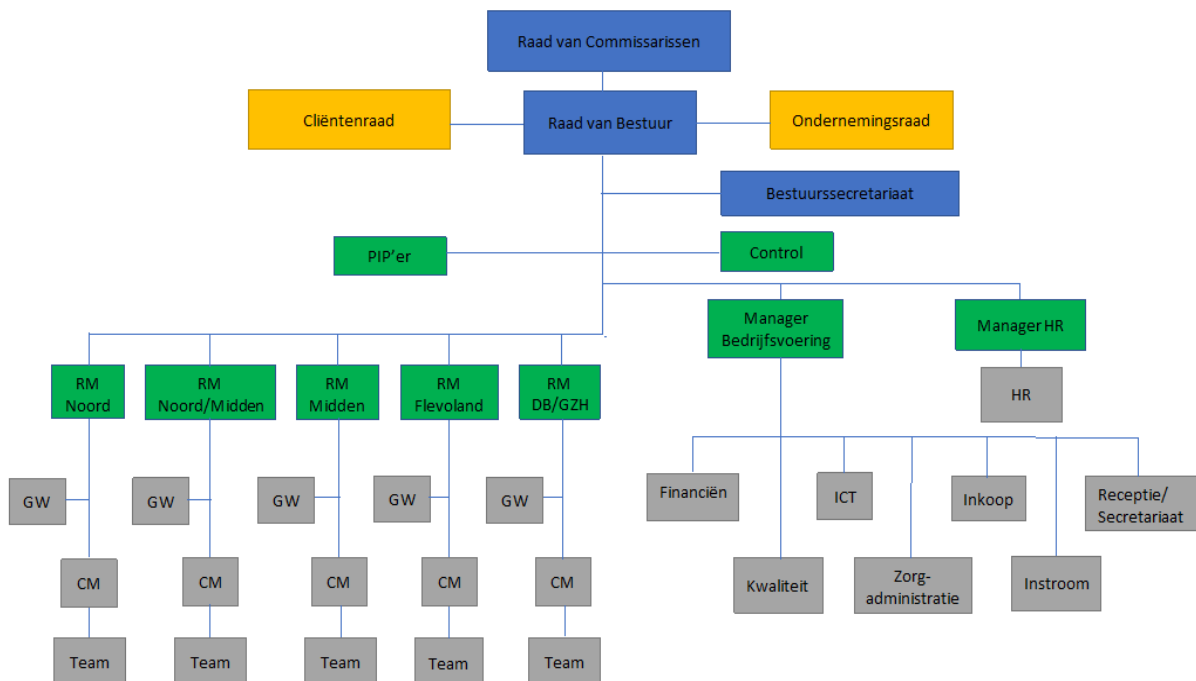 Raad van Commissarissen
Cliëntenraad
Raad van Bestuur
Ondernemingsraad
Bestuurssecretariaat
PIP'er
Control
Manager
Bedrijfsvoering
Manager HR
RM
Noord
RM
Noord/Midden
RM
Midden
RM
Flevoland
RM
DB/GZH
HR
GW
GW
GW
GW
GW
Financiën
ICT
Inkoop
Receptie/
Secretariaat
CM
CM
CM
CM
CM
Kwaliteit
Zorg-
administratie
Instroom
Team
Team
Team
Team
Team